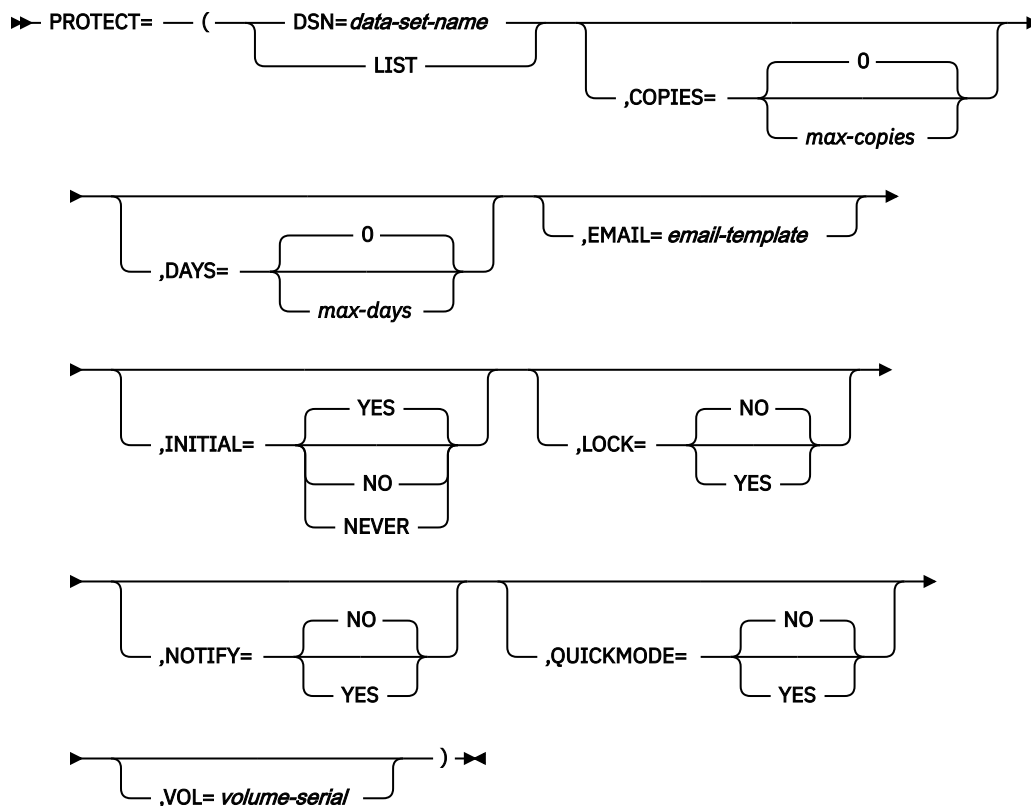 PROTECT= ( DSN=data-set-name
LIST
,COPIES=
0
max-copies
,DAYS=
0
max-days
,EMAIL= email-template
,INITIAL=
YES
NO
NEVER
,LOCK=
NO
YES
,NOTIFY=
NO
YES
,QUICKMODE=
NO
YES
,VOL= volume-serial
)